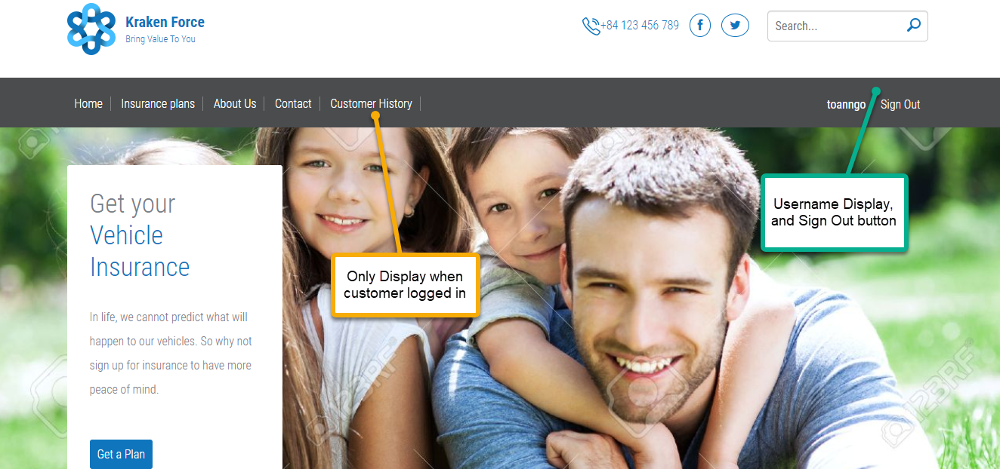 Kraken Force
Bring Value To You
+84 123 456 789
Search...
Home
Insurance plans
About Us
Contact
Customer History
toanngo
Sign Out
Get your
Vehicle
Insurance
In life, we cannot predict what will
happen to our vehicles. So why not
sign up for insurance to have more
peace of mind.
Get a Plan
Only Display when
customer logged in
Username Display,
and Sign Out button
123RF
123RF